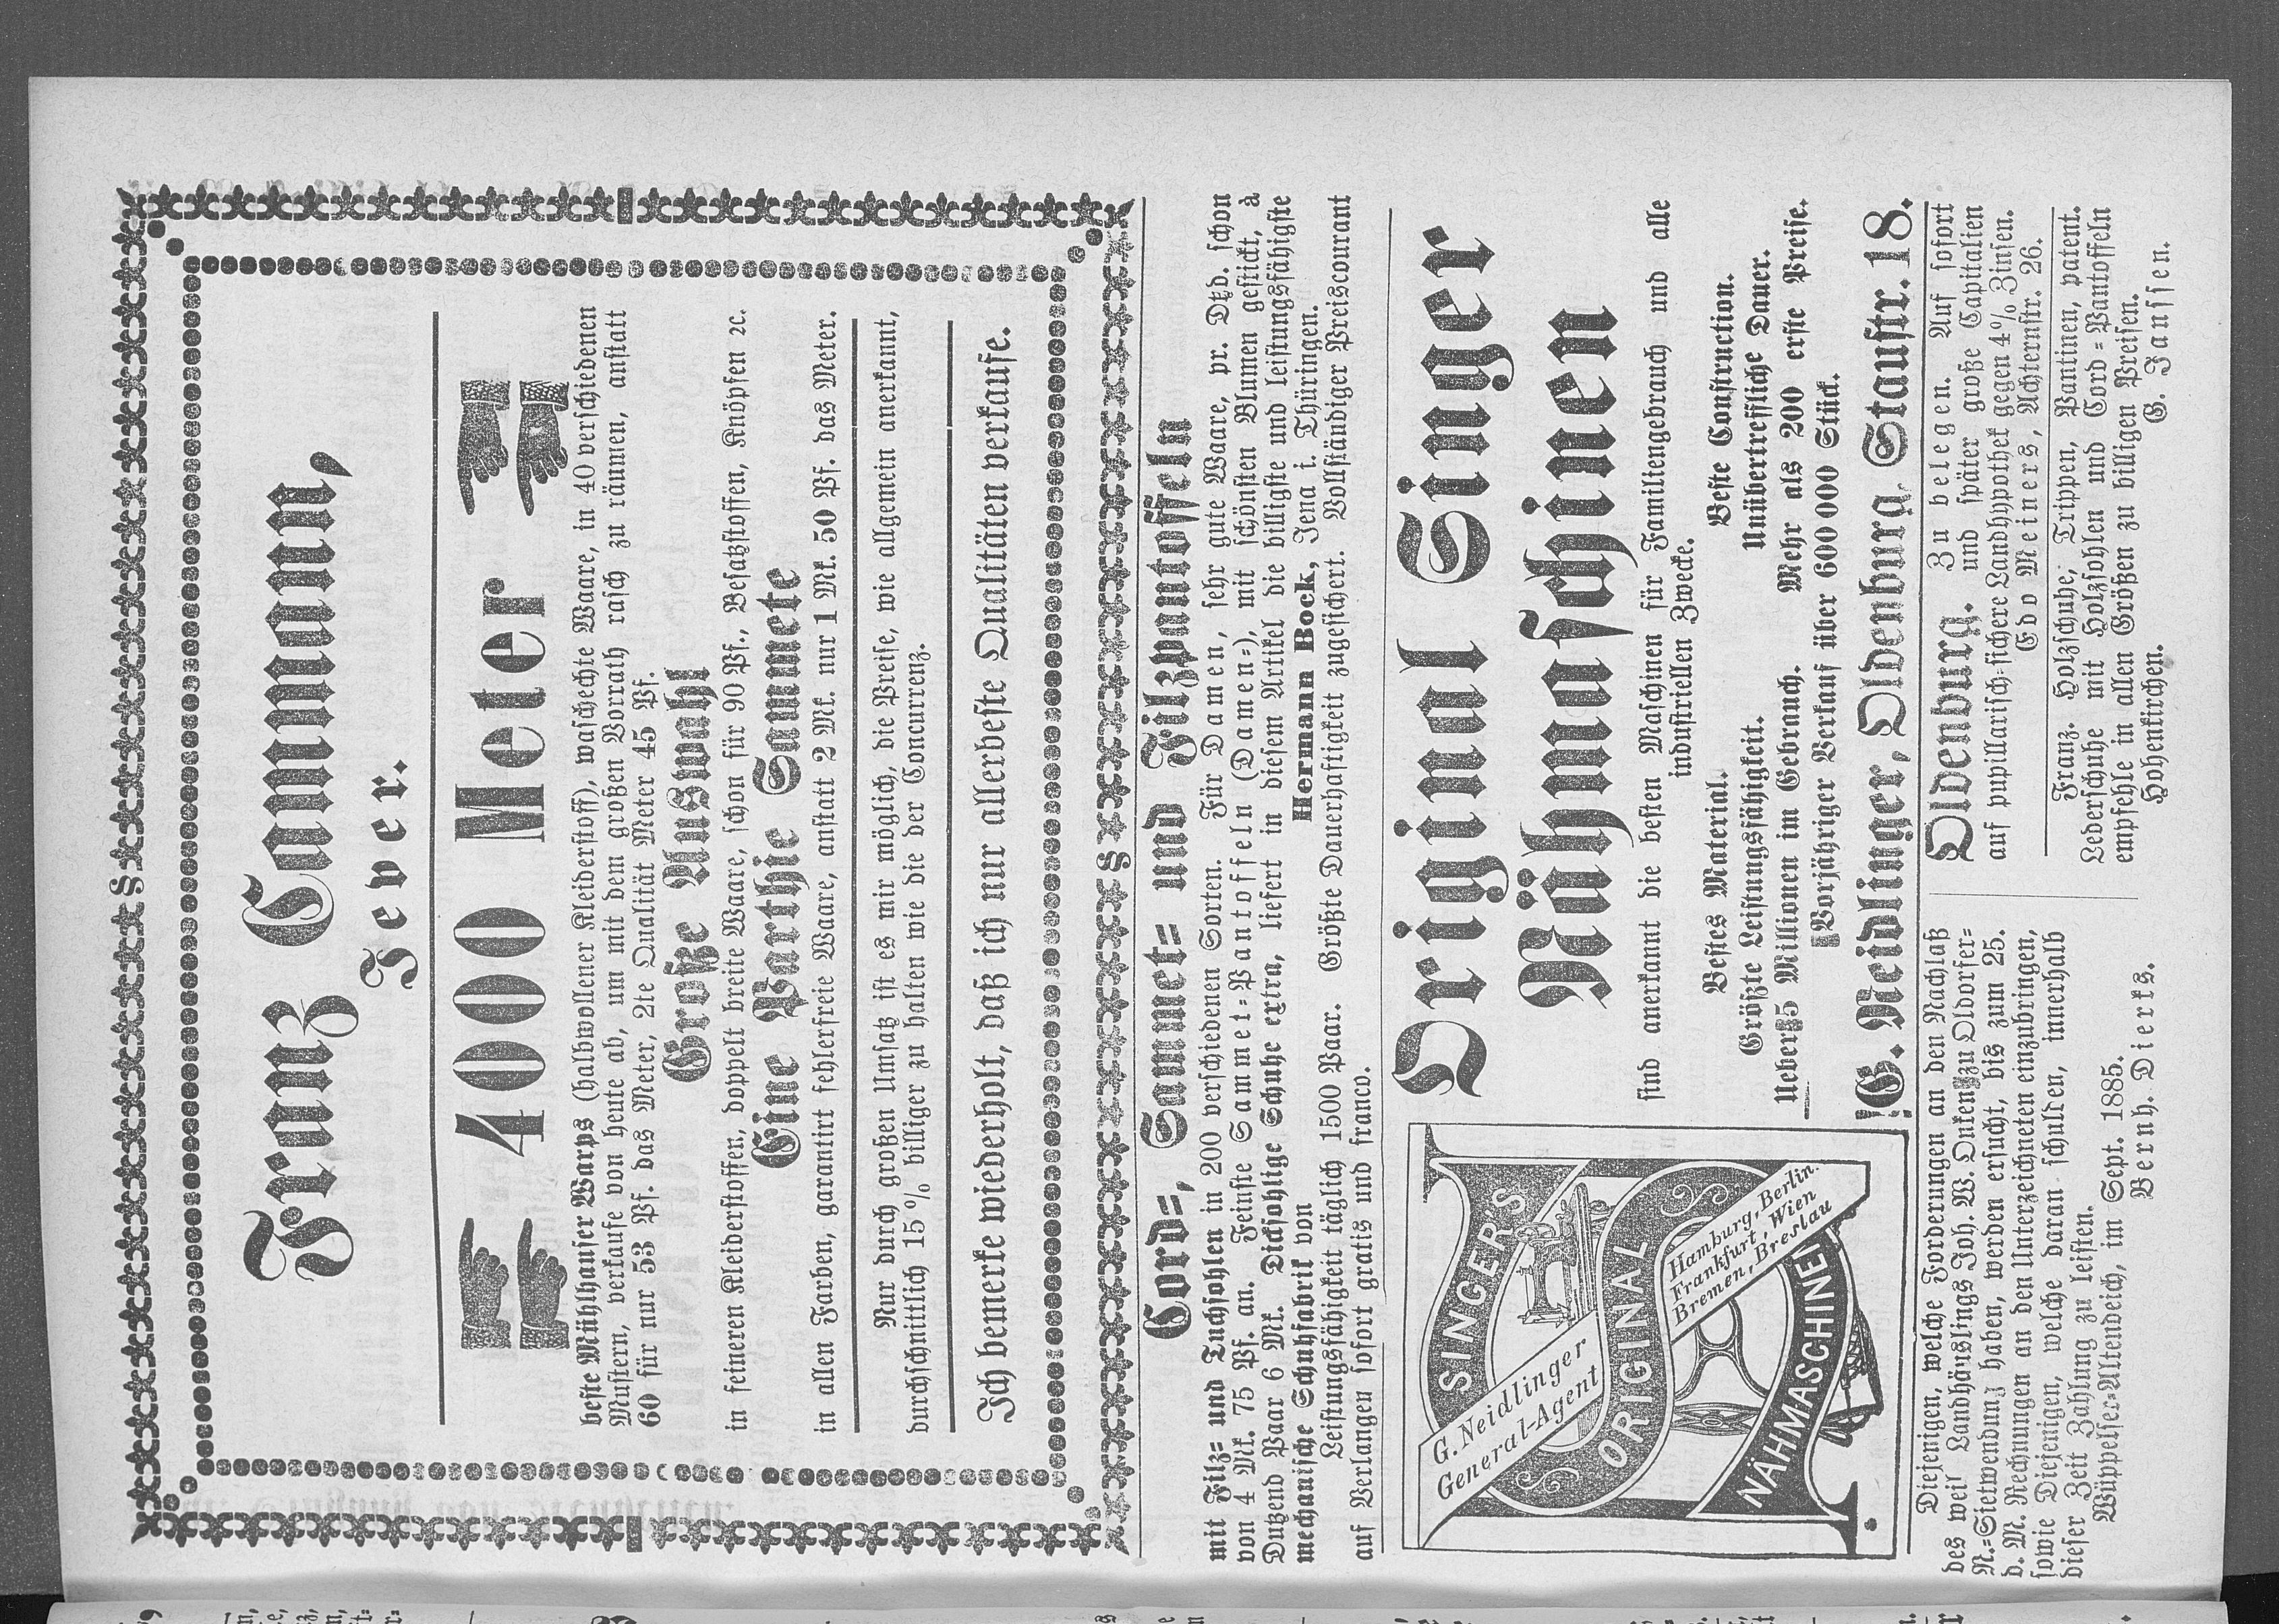 Franz Cammann,
Jever.
4000 Meter
beste Mühlhauser Warps (halbwollener Kleiderstoff), waschechte Waare, in 40 verschiedenen
Mustern, verkaufe von heute ab, um mit dem großen Vorrath rasch zu räumen, anstatt
60 für nur 53 Pf. das Meter, 2te Qualität Meter 45 Pf.
Große Auswahl
in feineren Kleiderstoffen, doppelt breite Waare, schon für 90 Pf., Besatzstoffen, Knöpfen ꝛc.
Eine Parthie Sammete
in allen Farben, garantirt fehlerfreie Waare, anstatt 2 Mk. nur 1 Mk. 50 Pf. das Meter.
Nur durch großen Umsatz ist es mir möglich, die Preise, wie allgemein anerkannt,
durchschnittlich 15 % billiger zu halten wie die der Concurrenz.
Ich bemerke wiederholt, daß ich nur allerbeste Qualitäten verkaufe.
Cord=, Sammet= und Filzpantoffeln
mit Filz= und Tuchsohlen in 200 verschiedenen Sorten. Für Damen, sehr gute Waare, pr. Dtzd. schon
von 4 Mk. 75 Pf. an. Feinste Sammet=Pantoffeln (Damen=), mit schönsten Blumen gestickt, à
Dutzend Paar 6 Mk. Dicksohlige Schuhe extra, liefert in diesem Artikel die billigste und leistungsfähigste
mechanische Schuhfabrik von Hermann Bock, Jena i. Thüringen.
Leistungsfähigkeit täglich 1500 Paar. Größte Dauerhaftigkeit zugesichert. Vollständiger Preiscourant
auf Verlangen sofort gratis und franco.
SINGER'S
ORIGINAL
NÄHMASCHINEN
G. Neidlinger
General-Agent
Hamburg, Berlin.
Frankfurt, Wien
Bremen, Breslau
Original Singer
Nähmaschinen
sind anerkannt die besten Maschinen für Familiengebrauch und alle
industriellen Zwecke.
Bestes Material. Beste Construction.
Größte Leistungsfähigkeit. Unübertreffliche Dauer.
Ueber 5 Millionen im Gebrauch. Mehr als 200 erste Preise.
Vorjähriger Verkauf über 600 000 Stück.
G. Neidlinger, Oldenburg, Staustr. 18.
Diejenigen, welche Forderungen an den Nachlaß
des weil. Landhäuslings Joh. W. Onken zu Oldorfer=
N.=Sietwendung haben, werden ersucht, bis zum 25.
d. M. Rechnungen an den Unterzeichneten einzubringen,
sowie Diejenigen, welche daran schulden, innerhalb
dieser Zeit Zahlung zu leisten.
Wüppelser=Altendeich, im Sept. 1885.
Bernh. Dierks.
Oldenburg. Zu belegen. Auf sofort
und später große Capitalien
auf pupillarisch=sichere Landhypothek gegen 4 % Zinsen.
Edo Meiners, Achternstr. 26.
Franz. Holzschuhe, Trippen, Pantinen, patent.
Lederschuhe mit Holzsohlen und Cord=Pantoffeln
empfehle in allen Größen zu billigen Preisen.
Hohenkirchen. G. Janssen.